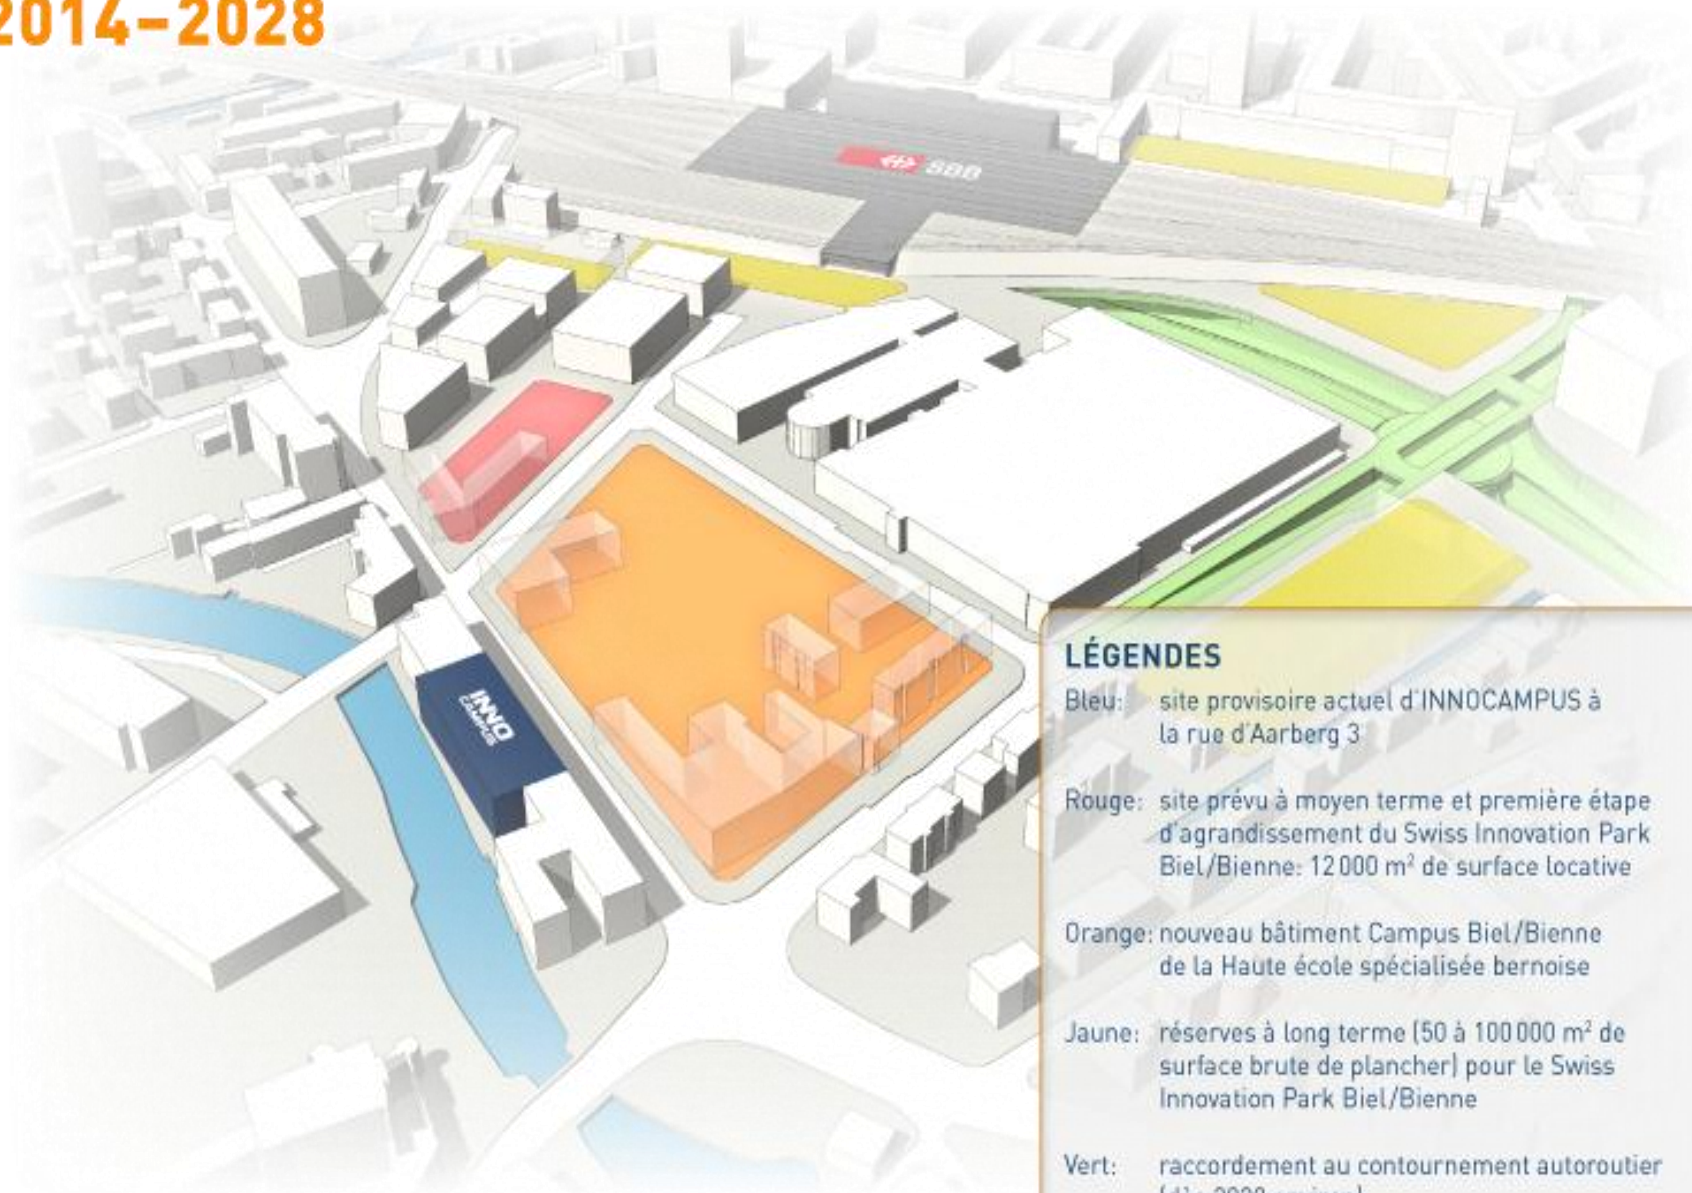 2014–2028
SBB
INNO
CAMPUS
LÉGENDES
Bleu: site provisoire actuel d'INNOCAMPUS à
la rue d'Aarberg 3
Rouge: site prévu à moyen terme et première étape
d'agrandissement du Swiss Innovation Park
Biel/Bienne: 12 000 m² de surface locative
Orange: nouveau bâtiment Campus Biel/Bienne
de la Haute école spécialisée bernoise
Jaune: réserves à long terme (50 à 100 000 m² de
surface brute de plancher) pour le Swiss
Innovation Park Biel/Bienne
Vert: raccordement au contournement autoroutier